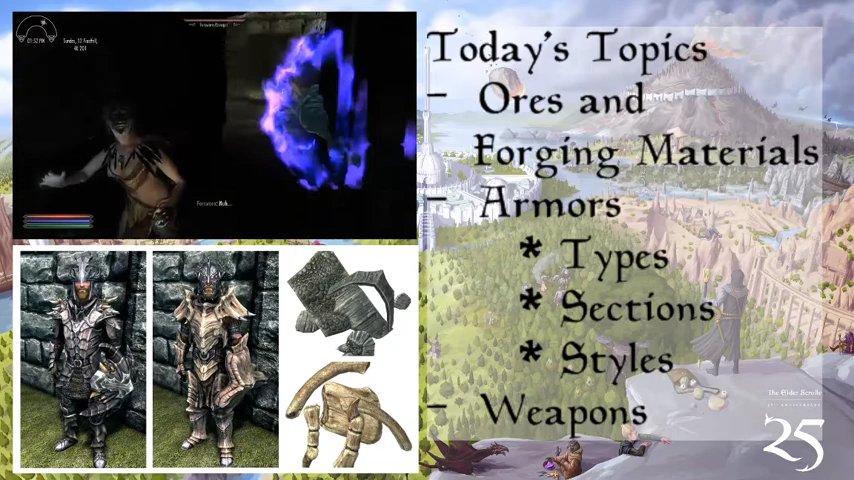 Today's Topics
- Ores and
Forging Materials
- Armors
* Types
* Sections
* Styles
- Weapons
The Elder Scrolls
25